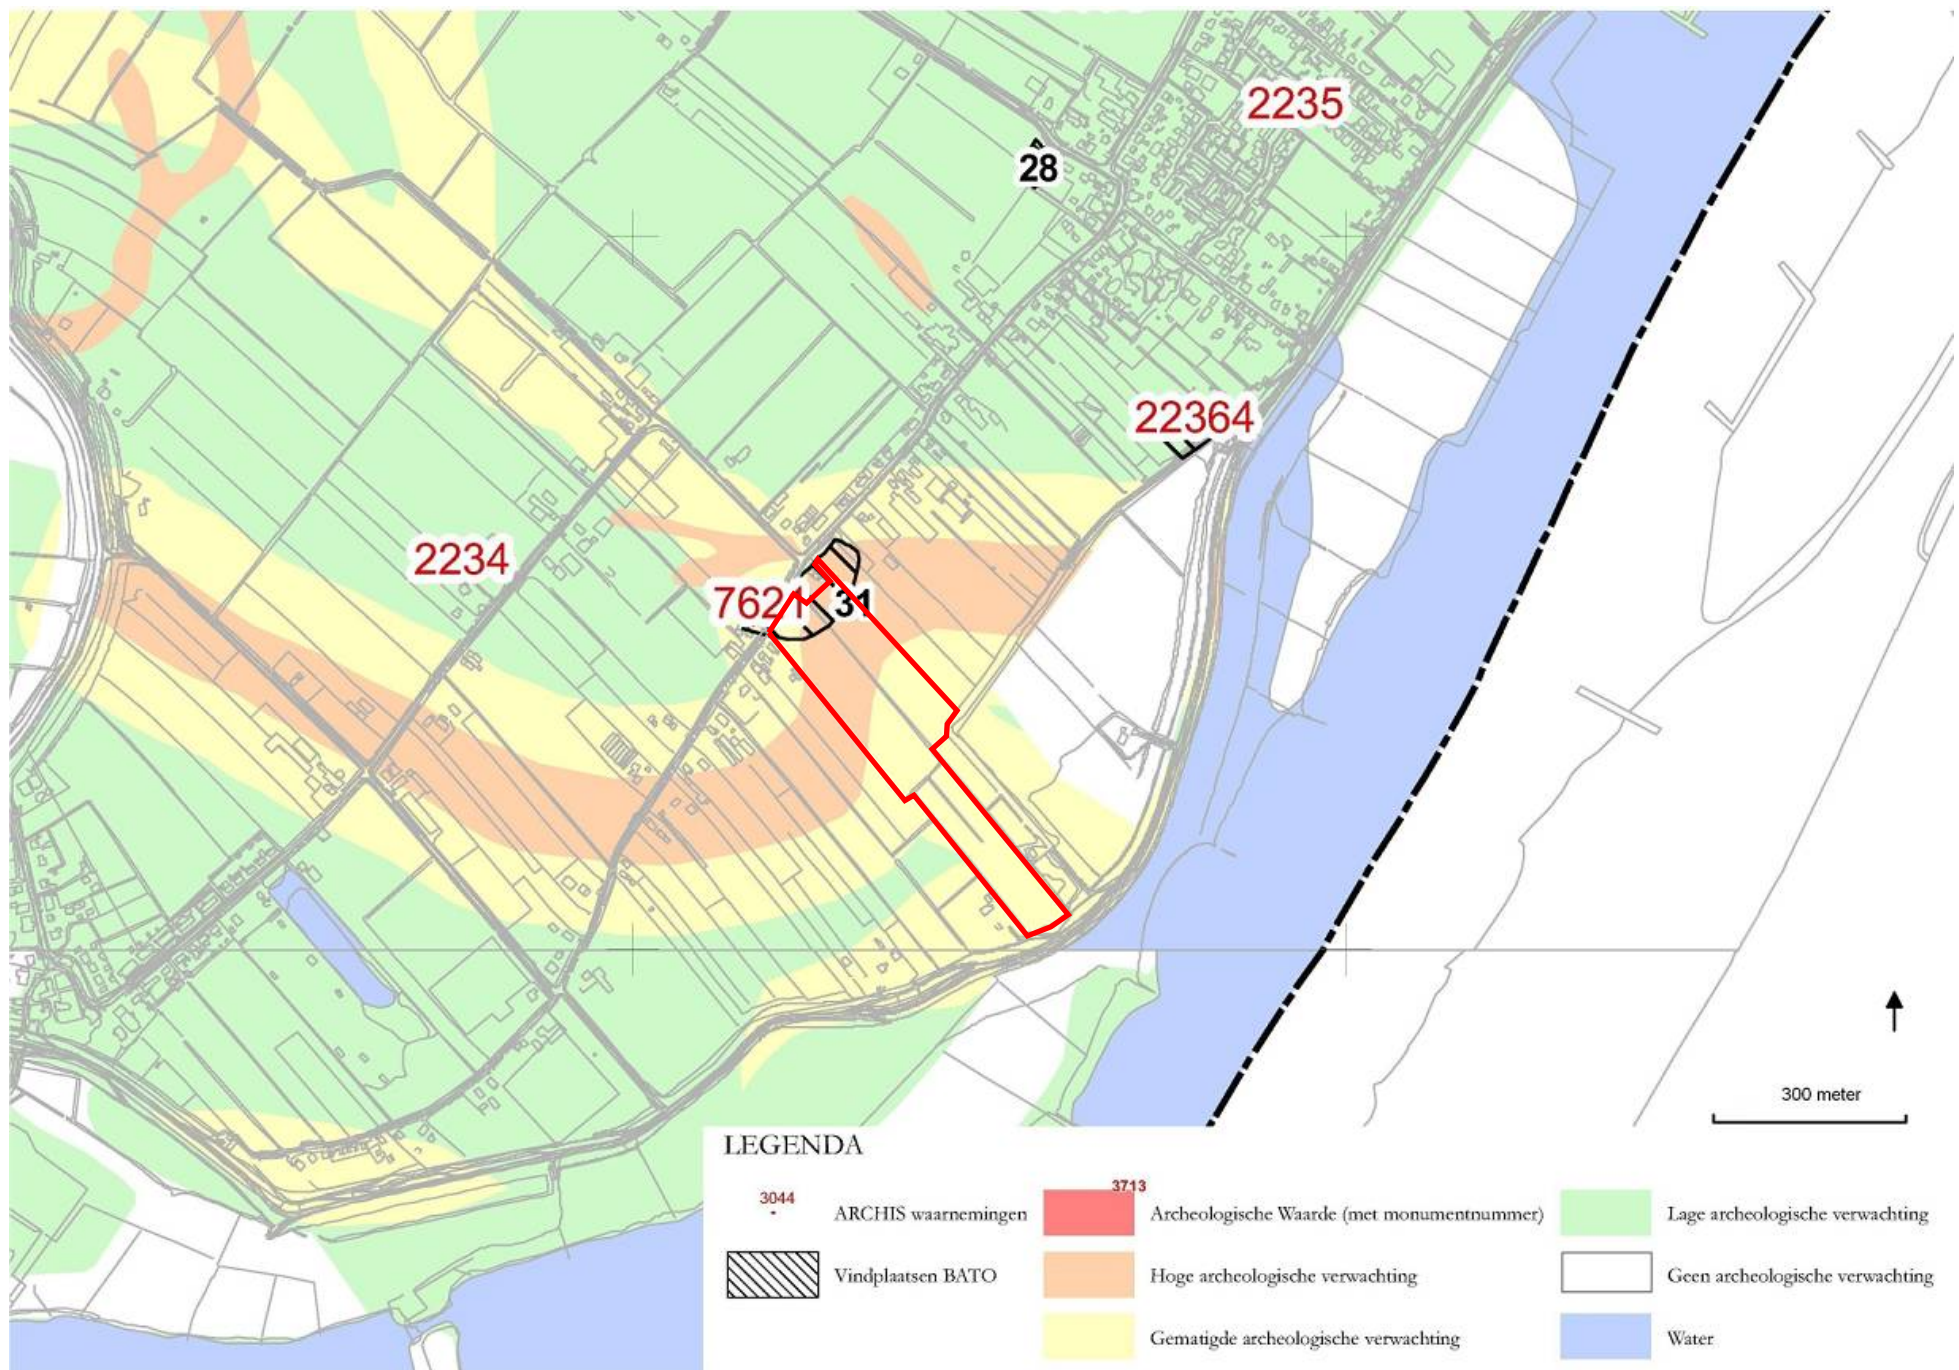 2235
28
22364
2234
7621
31
300 meter
LEGENDA
3044
ARCHIS waarnemingen
3713
Archeologische Waarde (met monumentnummer)
Lage archeologische verwachting
Vindplaatsen BATO
Hoge archeologische verwachting
Geen archeologische verwachting
Gematigde archeologische verwachting
Water